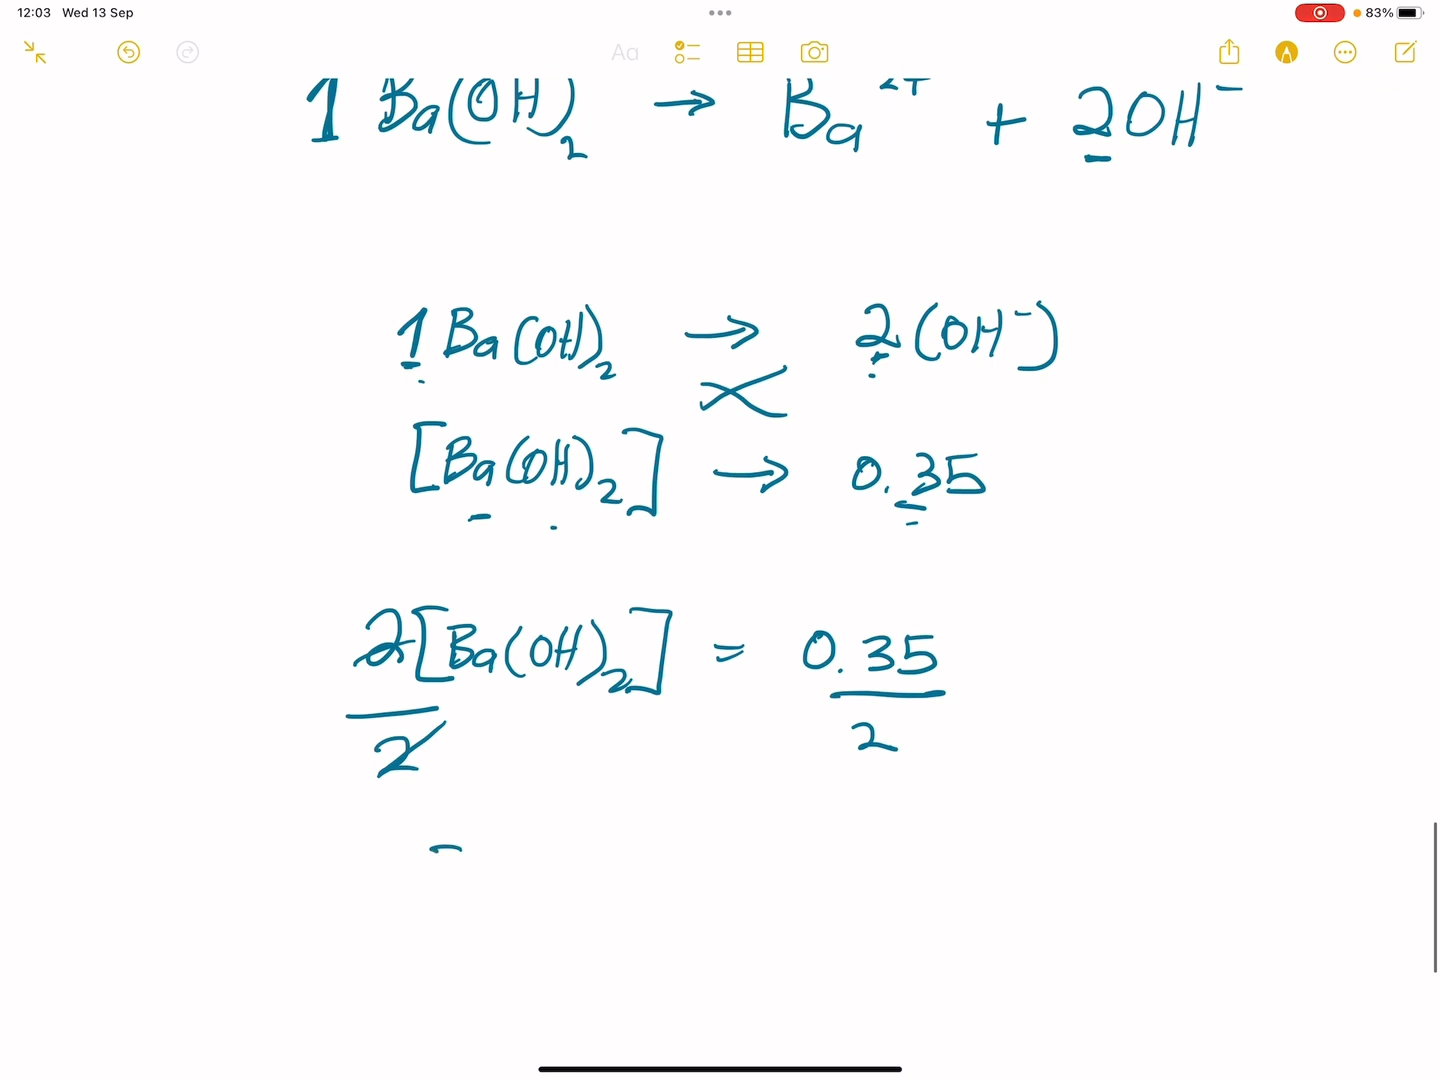 12:03 Wed 13 Sep
83%
Aa
1 Ba(OH)₂ → Ba²⁺ + 2OH⁻
1 Ba(OH)₂ → 2(OH⁻)
[Ba(OH)₂] → 0.35
2[Ba(OH)₂] = 0.35
2 2